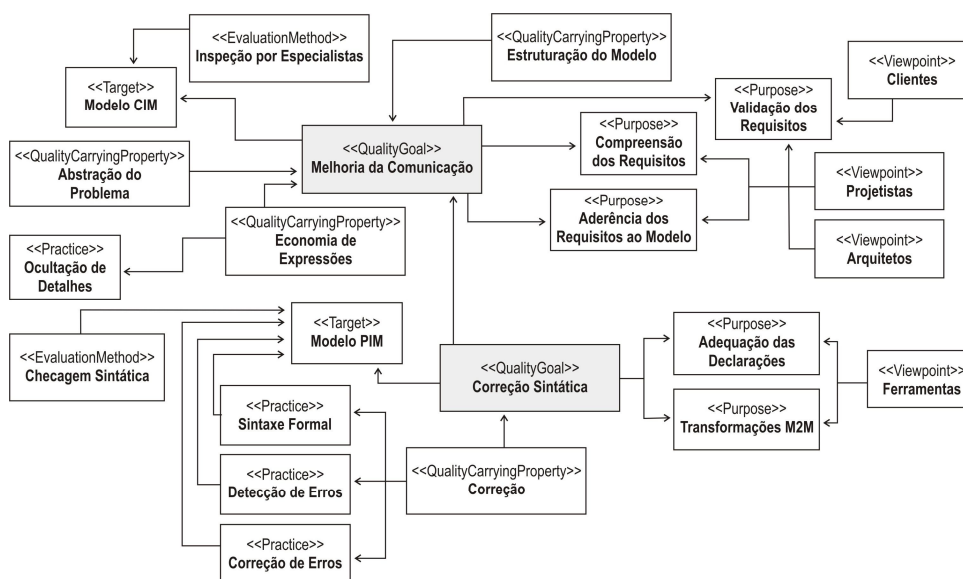 <<EvaluationMethod>>
Inspeção por Especialistas
<<QualityCarryingProperty>>
Estruturação do Modelo
<<Viewpoint>>
Clientes
<<Target>>
Modelo CIM
<<Purpose>>
Validação dos
Requisitos
<<QualityGoal>>
Melhoria da Comunicação
<<Purpose>>
Compreensão
dos Requisitos
<<QualityCarryingProperty>>
Abstração do
Problema
<<Viewpoint>>
Projetistas
<<Purpose>>
Aderência dos
Requisitos ao Modelo
<<QualityCarryingProperty>>
Economia de
Expressões
<<Viewpoint>>
Arquitetos
<<Practice>>
Ocultação de
Detalhes
<<Target>>
Modelo PIM
<<Purpose>>
Adequação das
Declarações
<<EvaluationMethod>>
Checagem Sintática
<<QualityGoal>>
Correção Sintática
<<Viewpoint>>
Ferramentas
<<Practice>>
Sintaxe Formal
<<Purpose>>
Transformações M2M
<<QualityCarryingProperty>>
Correção
<<Practice>>
Detecção de Erros
<<Practice>>
Correção de Erros